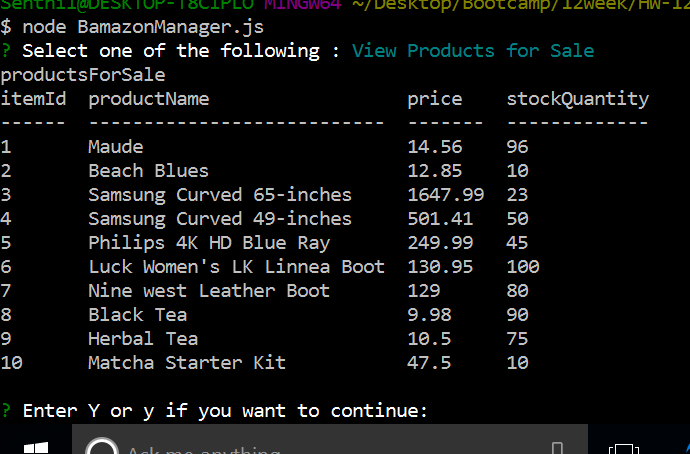 Senthil@DESKTOP-T8C1PLO MINGW64 ~/Desktop/Bootcamp/12week/HW-12
$ node BamazonManager.js
? Select one of the following : View Products for Sale
productsForSale
itemId  productName                  price    stockQuantity
------  ---------------------------  -------  -------------
1       Maude                        14.56    96
2       Beach Blues                  12.85    10
3       Samsung Curved 65-inches     1647.99  23
4       Samsung Curved 49-inches     501.41   50
5       Philips 4K HD Blue Ray       249.99   45
6       Luck Women's LK Linnea Boot  130.95   100
7       Nine west Leather Boot       129      80
8       Black Tea                    9.98     90
9       Herbal Tea                   10.5     75
10      Matcha Starter Kit           47.5     10
? Enter Y or y if you want to continue:
Ask me anything